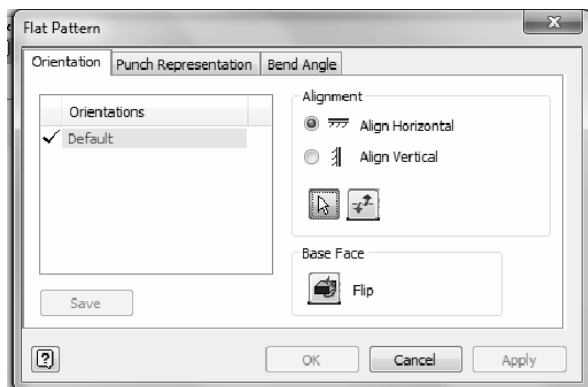 Flat Pattern
Orientation
Punch Representation
Bend Angle
Orientations
Default
Alignment
Align Horizontal
Align Vertical
Base Face
Flip
Save
OK
Cancel
Apply